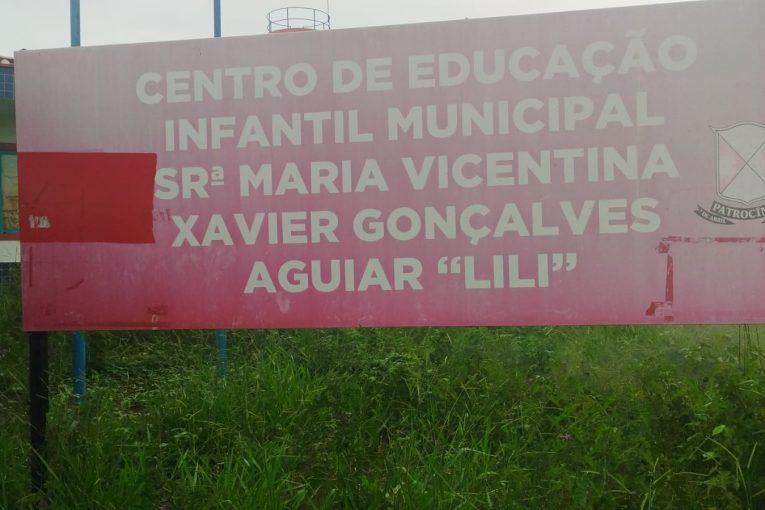 CENTRO DE EDUCAÇÃO
INFANTIL MUNICIPAL
SRª MARIA VICENTINA
XAVIER GONÇALVES
AGUIAR “LILI”